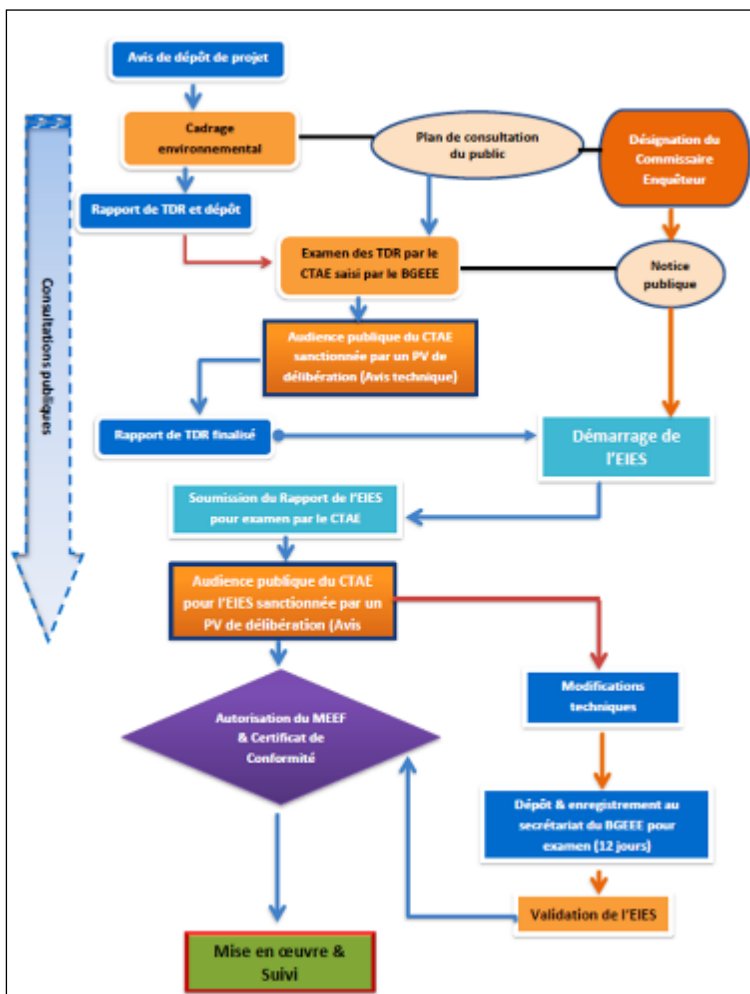 Avis de dépôt de projet
Cadrage
environnemental
Plan de consultation
du public
Désignation du
Commissaire
Enquêteur
Rapport de TDR et dépôt
Examen des TDR par le
CTAE saisi par le BGEEE
Notice
publique
Consultations publiques
Audience publique du CTAE
sanctionnée par un PV de
délibération (Avis technique)
Rapport de TDR finalisé
Démarrage de
l'EIES
Soumission du Rapport de l'EIES
pour examen par le CTAE
Audience publique du CTAE
pour l'EIES sanctionnée par un
PV de délibération (Avis
Modifications
techniques
Autorisation du MEEF
& Certificat de
Conformité
Dépôt & enregistrement au
secrétariat du BGEEE pour
examen (12 jours)
Validation de l'EIES
Mise en œuvre &
Suivi